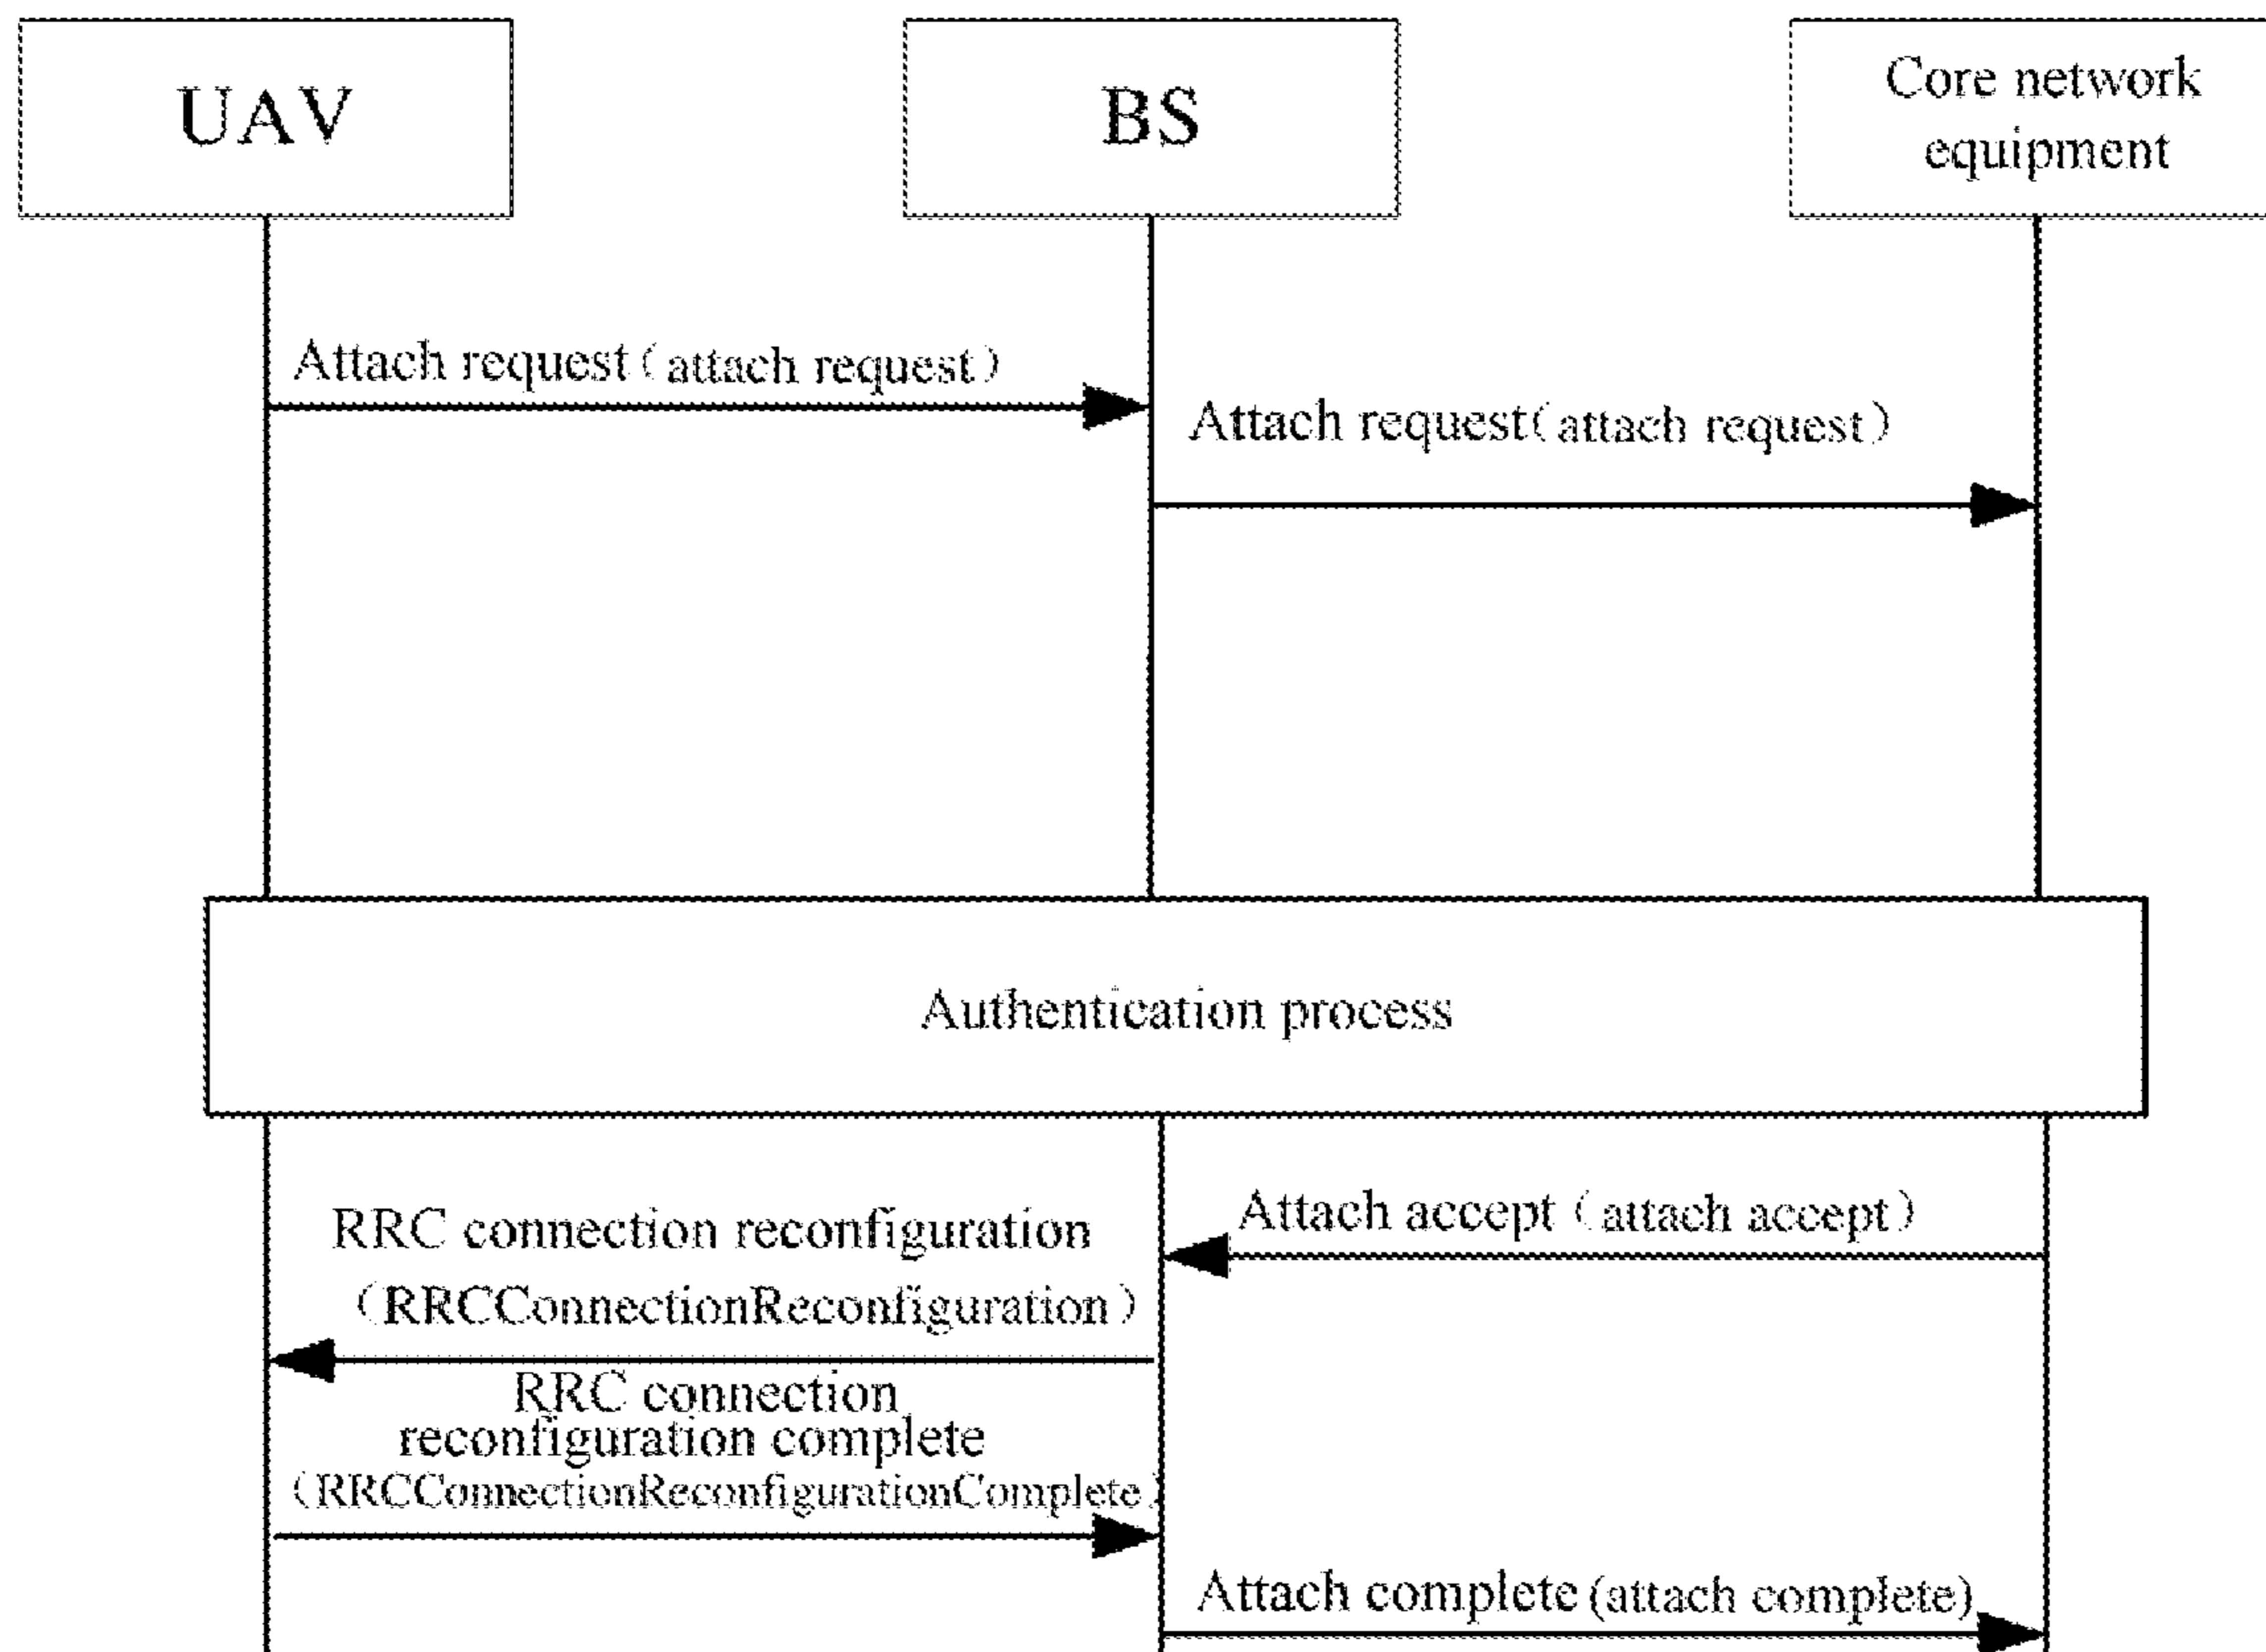 UAV
BS
Core network
equipment
Attach request (attach request)
Attach request (attach request)
Authentication process
Attach accept (attach accept)
RRC connection reconfiguration
(RRCConnectionReconfiguration)
RRC connection
reconfiguration complete
(RRCConnectionReconfigurationComplete)
Attach complete (attach complete)